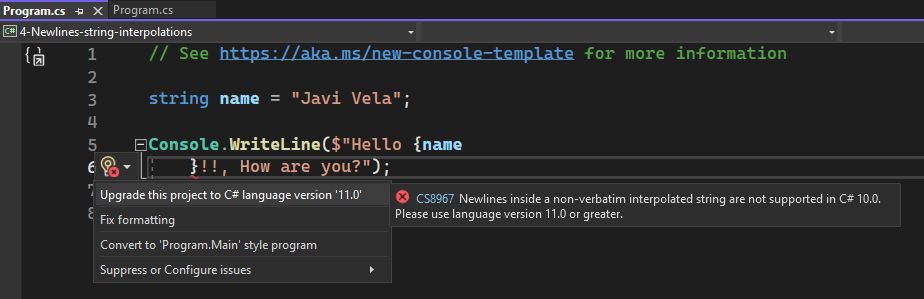 Program.cs
Program.cs
C# 4-Newlines-string-interpolations
1 // See https://aka.ms/new-console-template for more information
2
3 string name = "Javi Vela";
4
5 Console.WriteLine($"Hello {name
6 }!!, How are you?");
7
8
Upgrade this project to C# language version '11.0'
Fix formatting
Convert to 'Program.Main' style program
Suppress or Configure issues
CS8967 Newlines inside a non-verbatim interpolated string are not supported in C# 10.0.
Please use language version 11.0 or greater.